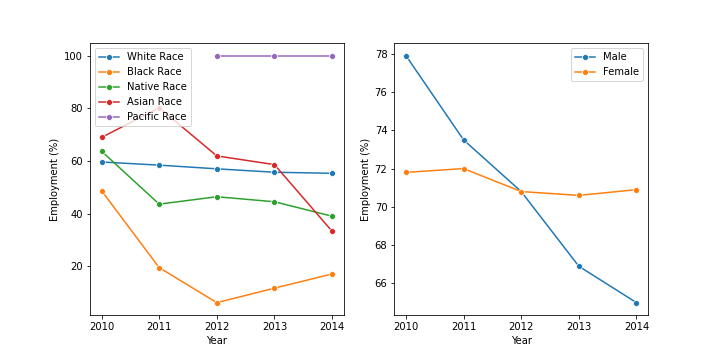 100
80
60
40
20
Employment (%)
White Race
Black Race
Native Race
Asian Race
Pacific Race
2010 2011 2012 2013 2014
Year
78
76
74
72
70
68
66
Employment (%)
Male
Female
2010 2011 2012 2013 2014
Year